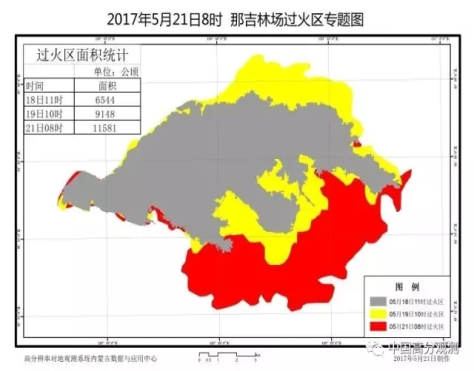 2017年5月21日8时 那吉林场过火区专题图
过火区面积统计
单位：公顷
时间 面积
18日11时 6544
19日10时 9148
21日08时 11581
图 例
05月18日11时过火区
05月19日10时过火区
05月21日08时过火区
中国高分观测
高分辨率对地观测系统内蒙古数据与应用中心
2017年5月21日制作